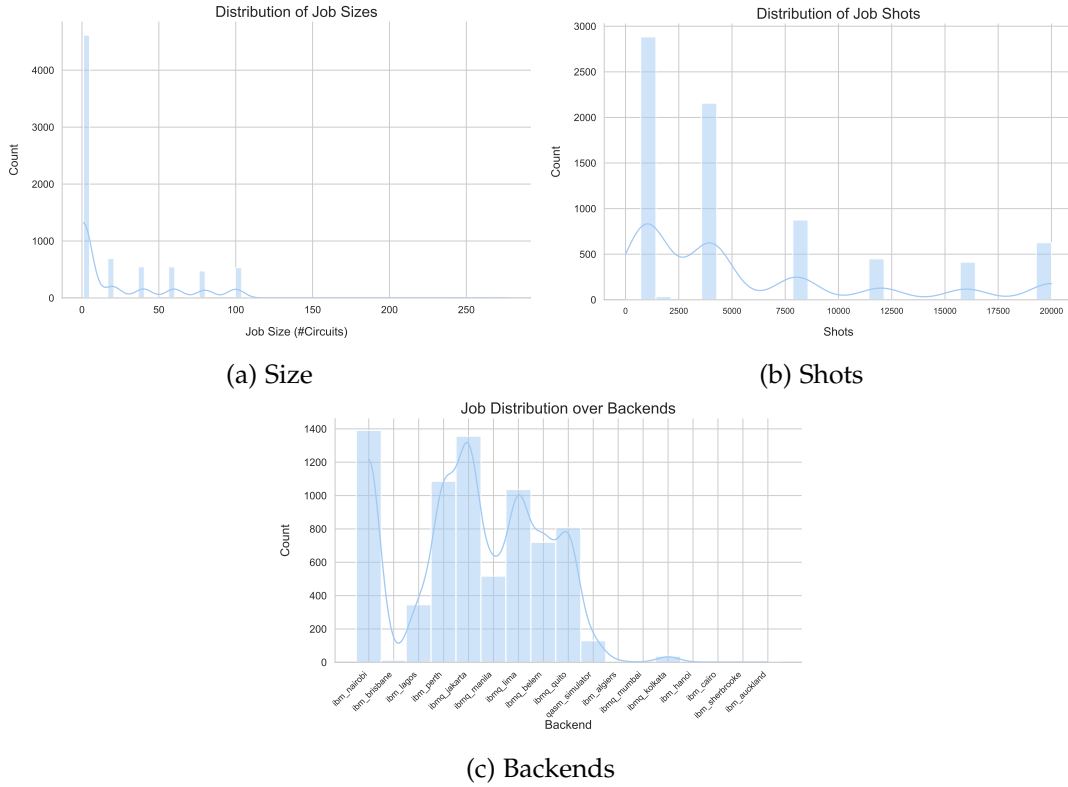 Distribution of Job Sizes
Count
4000
3000
2000
1000
0
0 50 100 150 200 250
Job Size (#Circuits)
(a) Size
Distribution of Job Shots
Count
3000
2500
2000
1500
1000
500
0
0 2500 5000 7500 10000 12500 15000 17500 20000
Shots
(b) Shots
Job Distribution over Backends
Count
1400
1200
1000
800
600
400
200
0
ibm_nairobi
ibm_brisbane
ibm_lagos
ibm_perth
ibmq_jakarta
ibmq_manila
ibmq_lima
ibmq_belem
ibmq_quito
qasm_simulator
ibm_algiers
ibmq_mumbai
ibmq_kolkata
ibm_hanoi
ibm_cairo
ibm_sherbrooke
ibm_auckland
Backend
(c) Backends